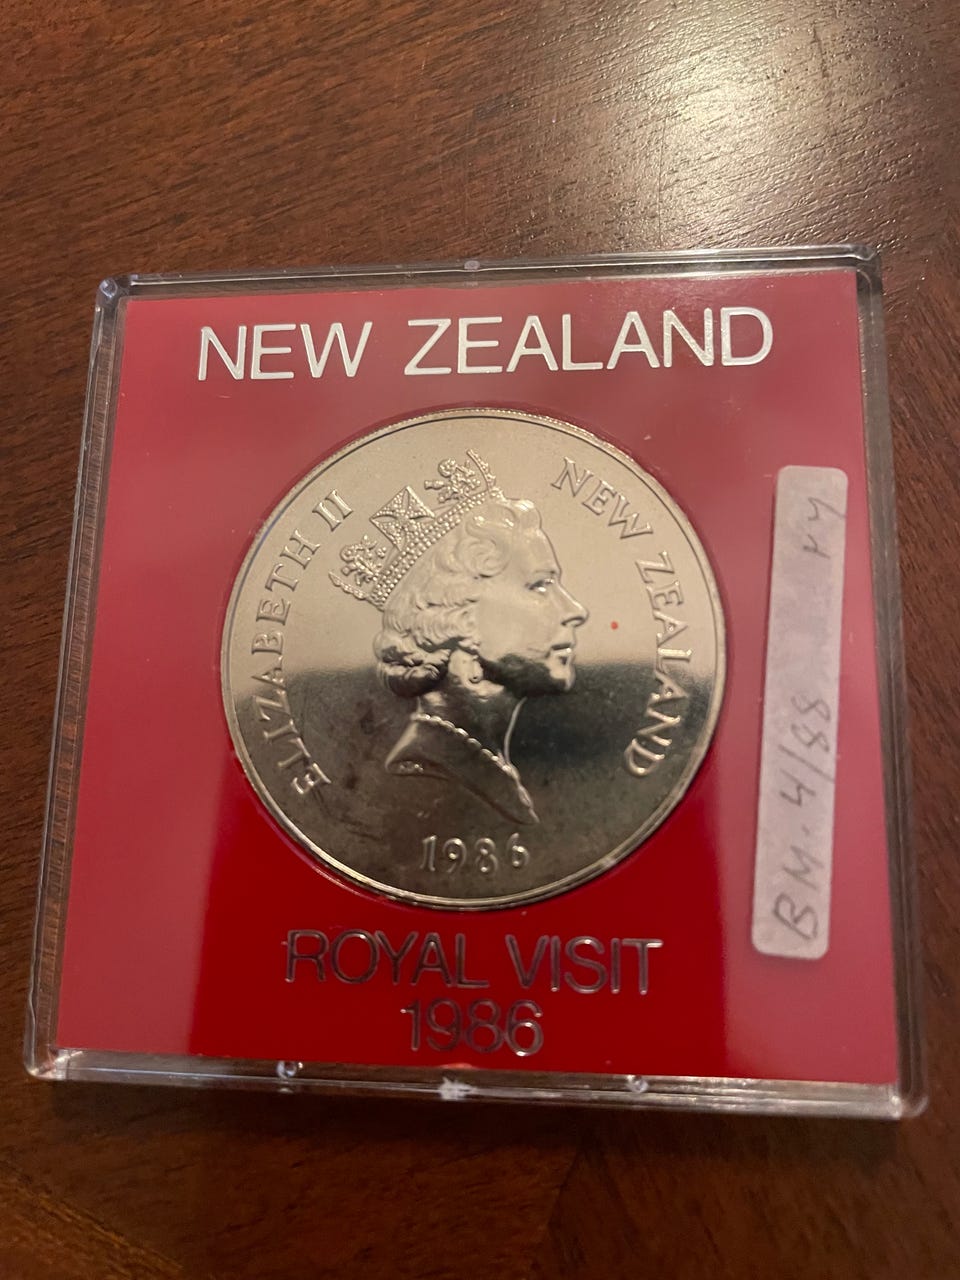 NEW ZEALAND
ELIZABETH II
NEW ZEALAND
1986
ROYAL VISIT
1986
BM. 4/88